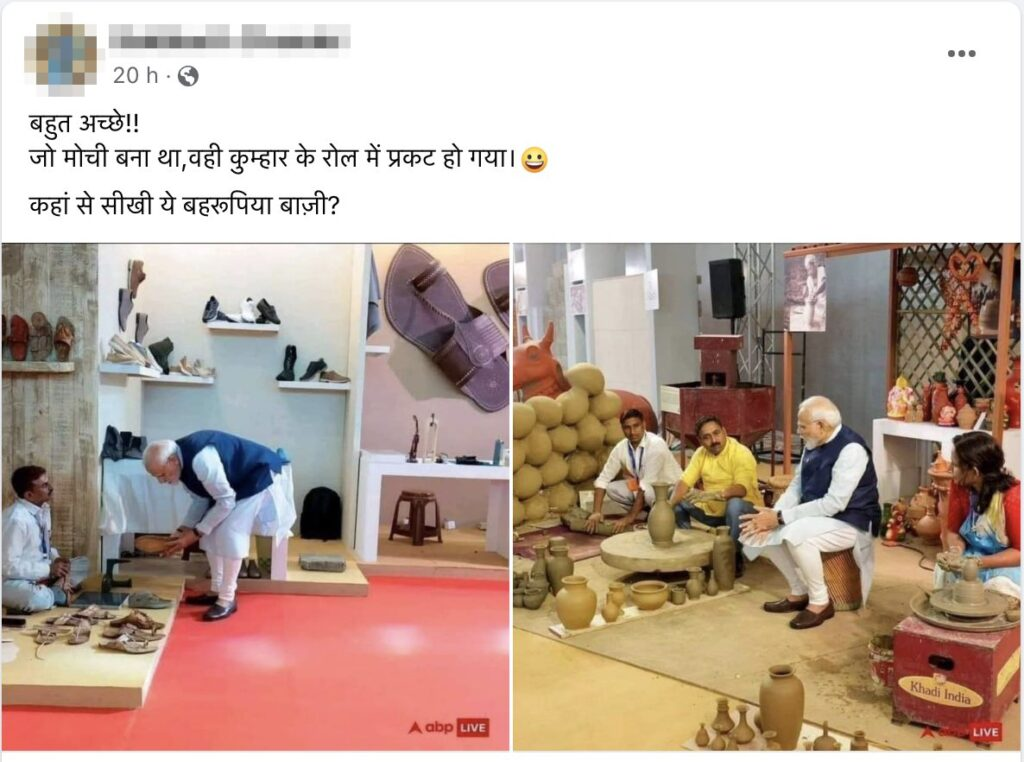 20 h ·
बहुत अच्छे!!
जो मोची बना था,वही कुम्हार के रोल में प्रकट हो गया।😀
कहां से सीखी ये बहरूपिया बाज़ी?
abp LIVE
Khadi India
abp LIVE